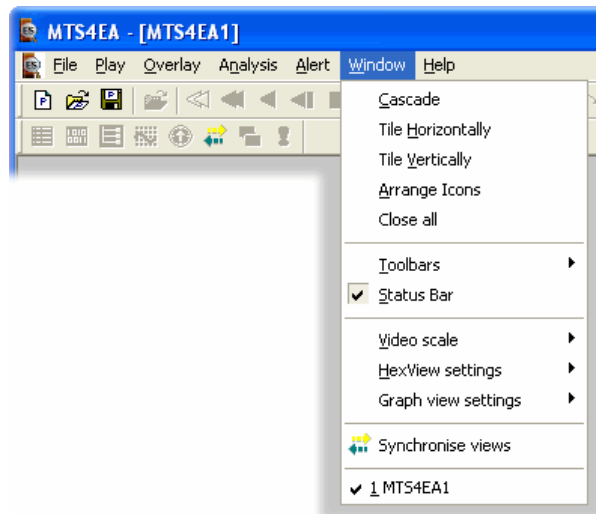 MTS4EA - [MTS4EA1]
File Play Overlay Analysis Alert Window Help
Cascade
Tile Horizontally
Tile Vertically
Arrange Icons
Close all
Toolbars
Status Bar
Video scale
HexView settings
Graph view settings
Synchronise views
1 MTS4EA1